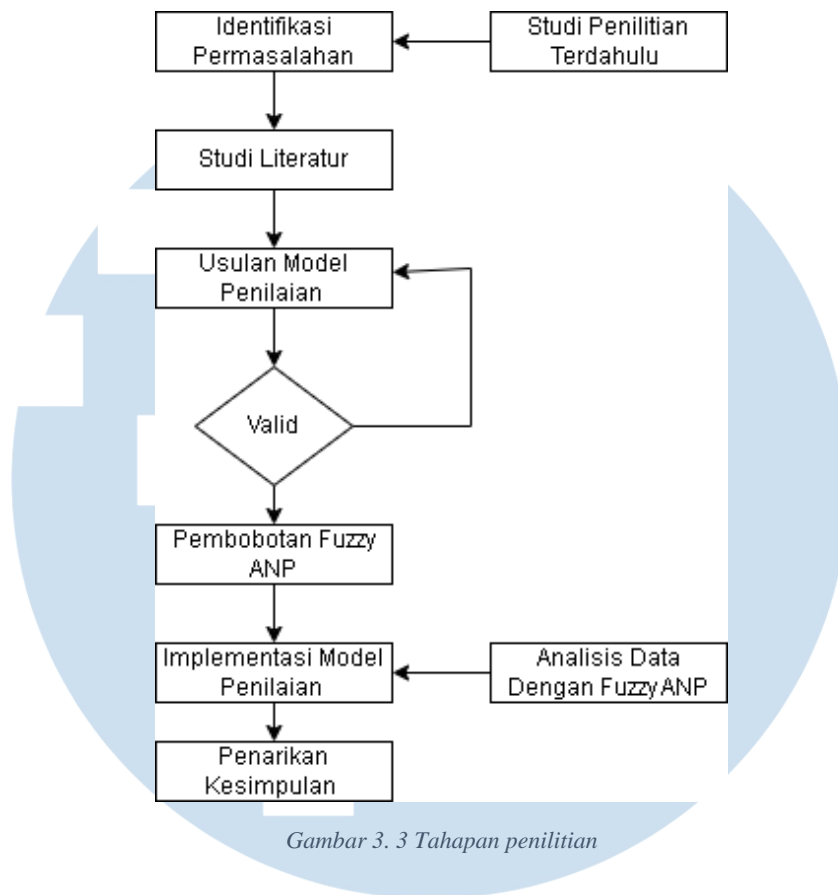 Identifikasi
Permasalahan
Studi Penilitian
Terdahulu
Studi Literatur
Usulan Model
Penilaian
Valid
Pembobotan Fuzzy
ANP
Implementasi Model
Penilaian
Analisis Data
Dengan Fuzzy ANP
Penarikan
Kesimpulan
Gambar 3. 3 Tahapan penilitian